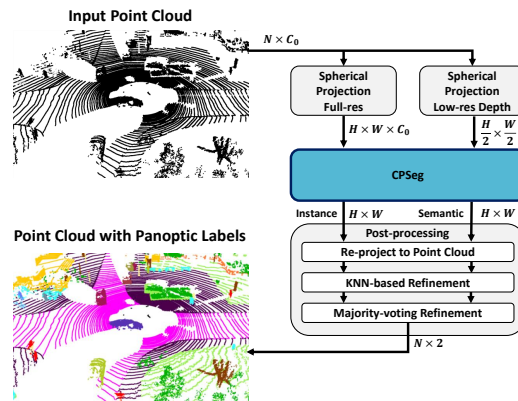 Input Point Cloud
N × C₀
Spherical
Projection
Full-res
Spherical
Projection
Low-res Depth
H × W × C₀
H/2 × W/2
CPSeg
Instance
H × W
Semantic
H × W
Post-processing
Re-project to Point Cloud
KNN-based Refinement
Majority-voting Refinement
N × 2
Point Cloud with Panoptic Labels